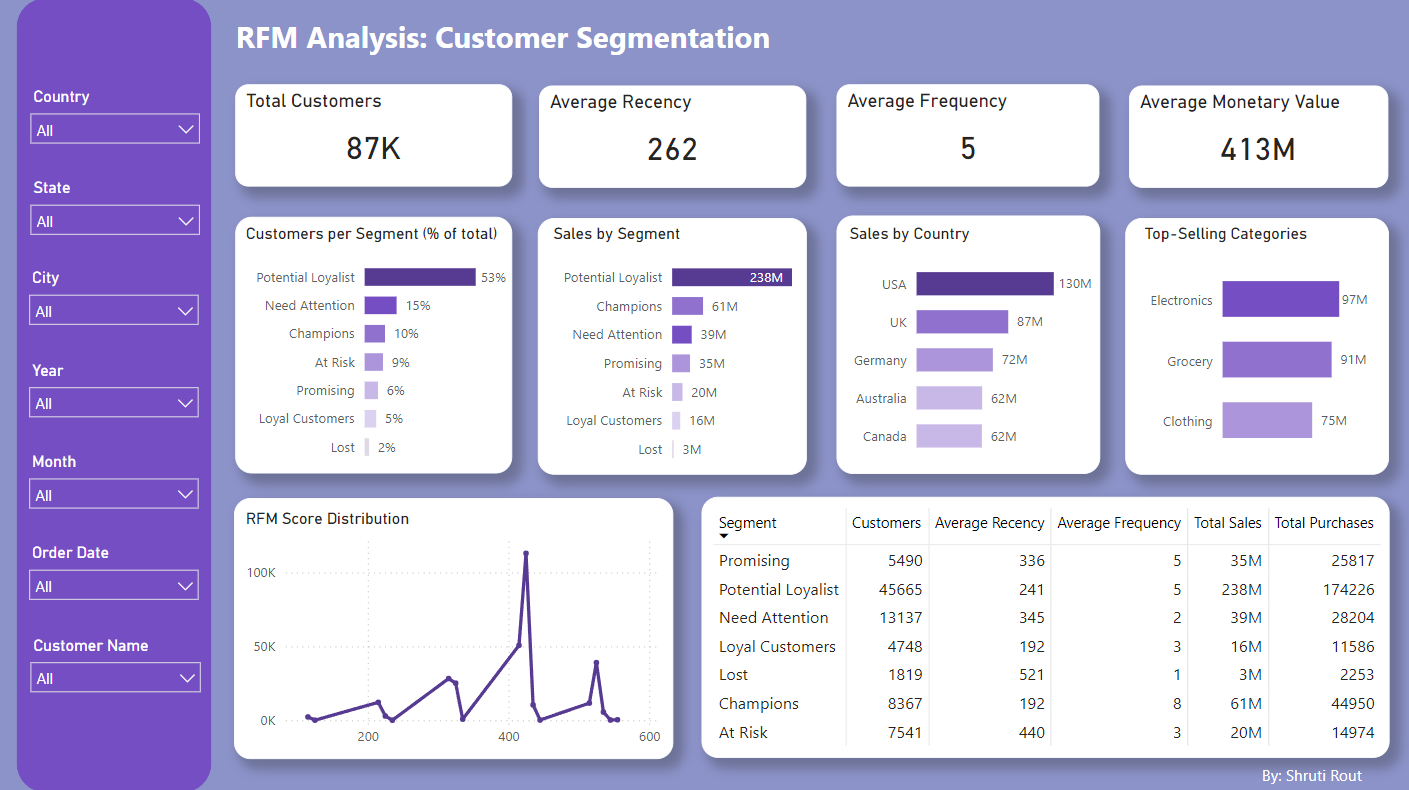 RFM Analysis: Customer Segmentation
Country
All
State
All
City
All
Year
All
Month
All
Order Date
All
Customer Name
All
Total Customers
87K
Average Recency
262
Average Frequency
5
Average Monetary Value
413M
Customers per Segment (% of total)
Potential Loyalist 53%
Need Attention 15%
Champions 10%
At Risk 9%
Promising 6%
Loyal Customers 5%
Lost 2%
Sales by Segment
Potential Loyalist 238M
Champions 61M
Need Attention 39M
Promising 35M
At Risk 20M
Loyal Customers 16M
Lost 3M
Sales by Country
USA 130M
UK 87M
Germany 72M
Australia 62M
Canada 62M
Top-Selling Categories
Electronics 97M
Grocery 91M
Clothing 75M
RFM Score Distribution
100K
50K
0K
200 400 600
Segment Customers Average Recency Average Frequency Total Sales Total Purchases
Promising 5490 336 5 35M 25817
Potential Loyalist 45665 241 5 238M 174226
Need Attention 13137 345 2 39M 28204
Loyal Customers 4748 192 3 16M 11586
Lost 1819 521 1 3M 2253
Champions 8367 192 8 61M 44950
At Risk 7541 440 3 20M 14974
By: Shruti Rout